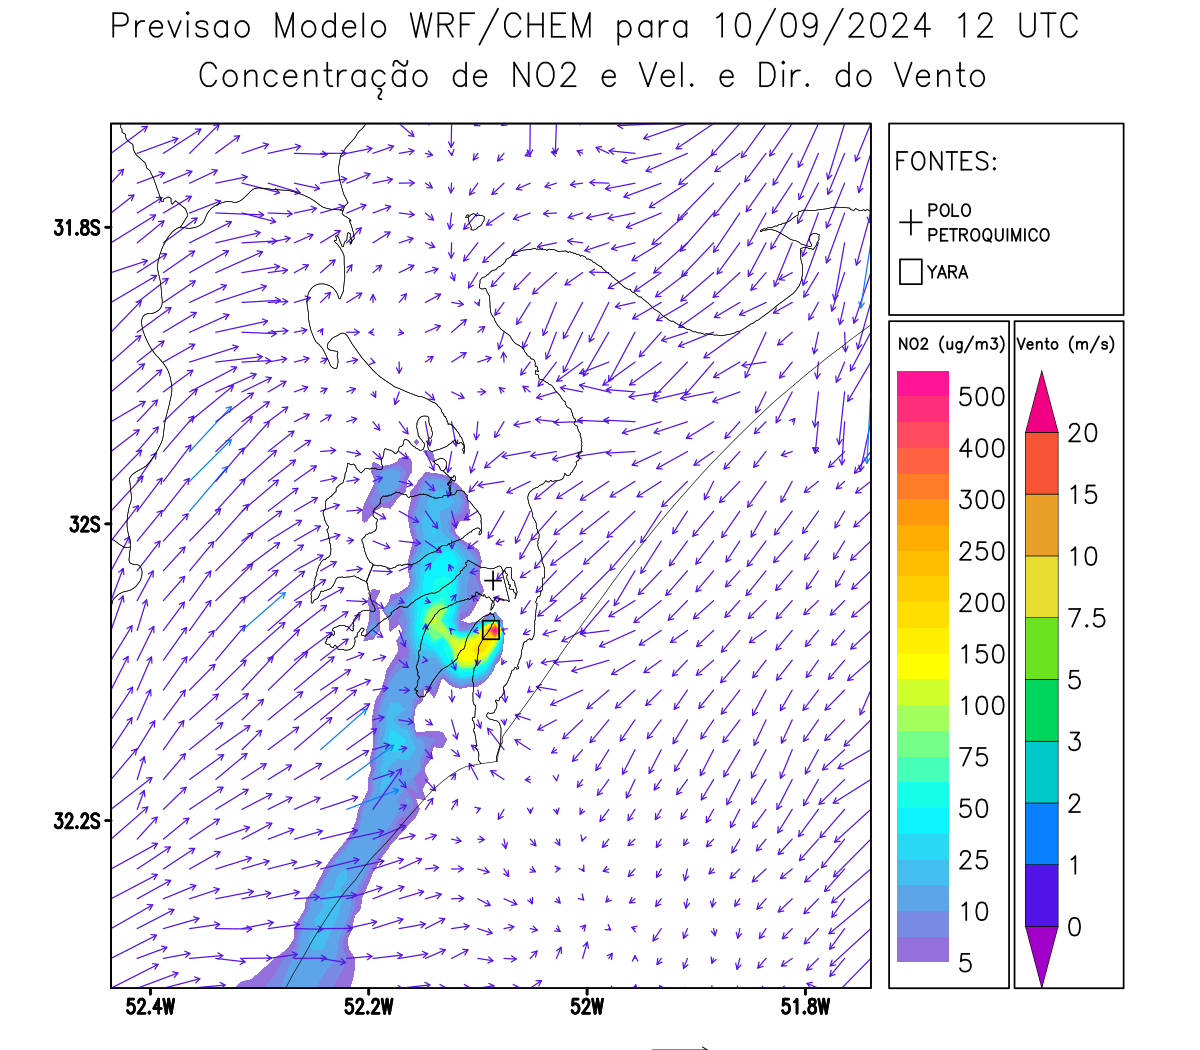 Previsao Modelo WRF/CHEM para 10/09/2024 12 UTC
Concentração de NO2 e Vel. e Dir. do Vento
FONTES:
POLO
PETROQUIMICO
YARA
31.8S
32S
32.2S
52.4W
52.2W
52W
51.8W
NO2 (ug/m3)
500
400
300
250
200
150
100
75
50
25
10
5
Vento (m/s)
20
15
10
7.5
5
3
2
1
0